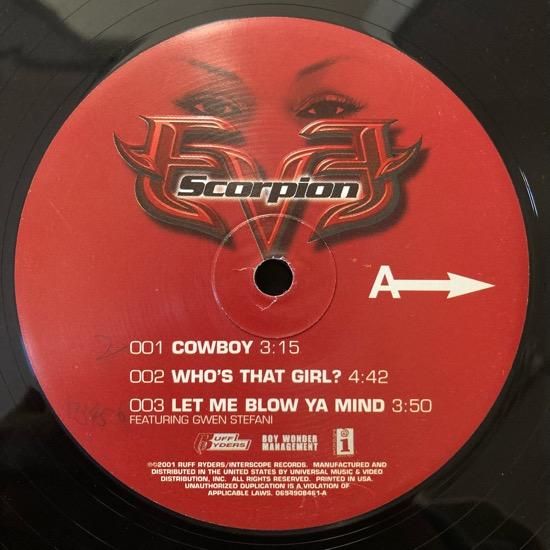 EVE
Scorpion
A
001 COWBOY 3:15
002 WHO'S THAT GIRL? 4:42
003 LET ME BLOW YA MIND 3:50
FEATURING GWEN STEFANI
RUFF RYDERS BOY WONDER MANAGEMENT i
℗©2001 RUFF RYDERS/INTERSCOPE RECORDS. MANUFACTURED AND
DISTRIBUTED IN THE UNITED STATES BY UNIVERSAL MUSIC & VIDEO
DISTRIBUTION, INC. ALL RIGHTS RESERVED. PRINTED IN USA.
UNAUTHORIZED DUPLICATION IS A VIOLATION OF
APPLICABLE LAWS. 0694908461-A